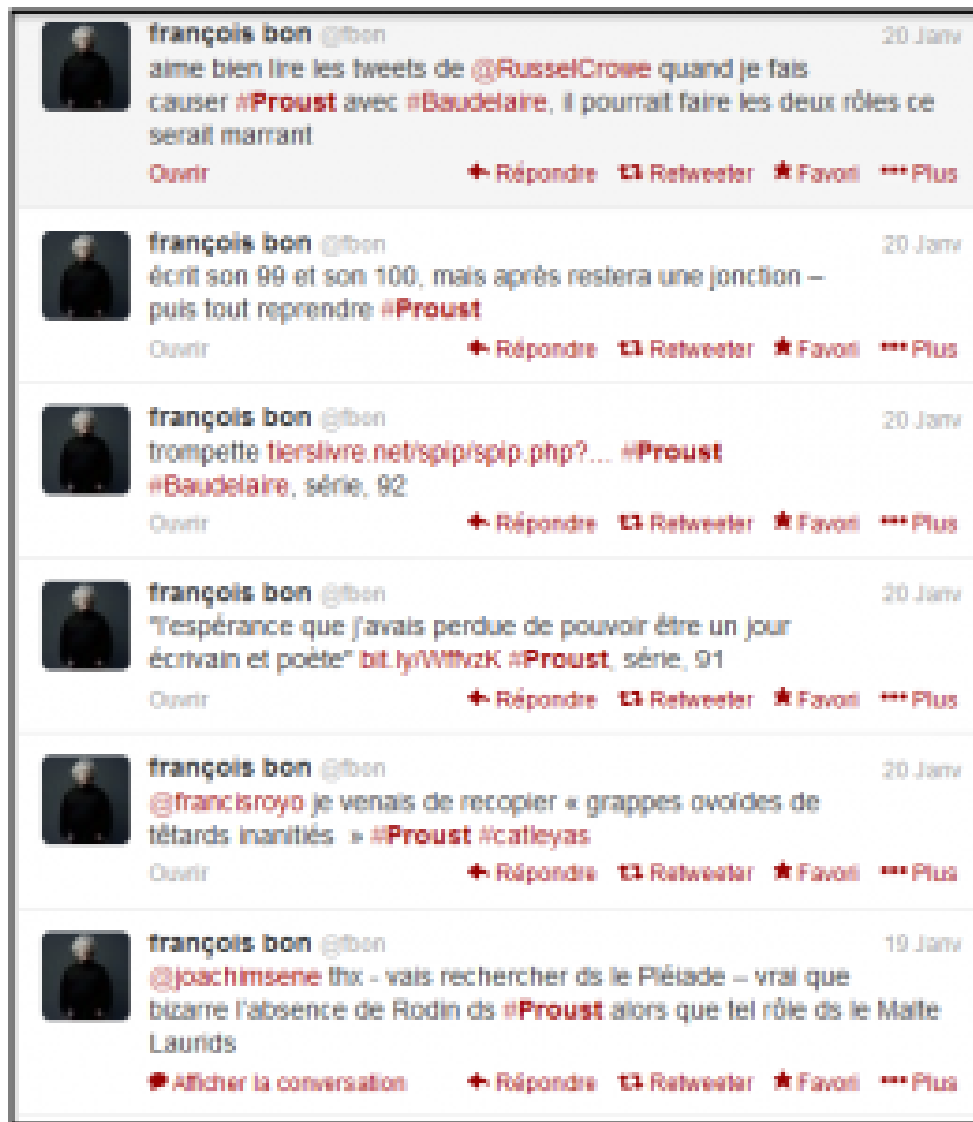 françois bon @fbon 20 Janv
aime bien lire les tweets de @RusselCrowe quand je fais
causer #Proust avec #Baudelaire, il pourrait faire les deux rôles ce
serait marrant
Ouvrir Répondre Retweeter Favori Plus
françois bon @fbon 20 Janv
écrit son 99 et son 100, mais après restera une jonction –
puis tout reprendre #Proust
Ouvrir Répondre Retweeter Favori Plus
françois bon @fbon 20 Janv
trompette tierslivre.net/spip/spip.php?... #Proust
#Baudelaire, série, 92
Ouvrir Répondre Retweeter Favori Plus
françois bon @fbon 20 Janv
"l'espérance que j'avais perdue de pouvoir être un jour
écrivain et poète" #Proust, série, 91
Ouvrir Répondre Retweeter Favori Plus
françois bon @fbon 20 Janv
@francisroyo je venais de recopier « grappes ovoïdes de
têtards inanitiés » #Proust #catleyas
Ouvrir Répondre Retweeter Favori Plus
françois bon @fbon 19 Janv
@joachimsene thx - vais rechercher ds le Pléiade – vrai que
bizarre l'absence de Rodin ds #Proust alors que tel rôle ds le Malte
Laurids
Afficher la conversation Répondre Retweeter Favori Plus